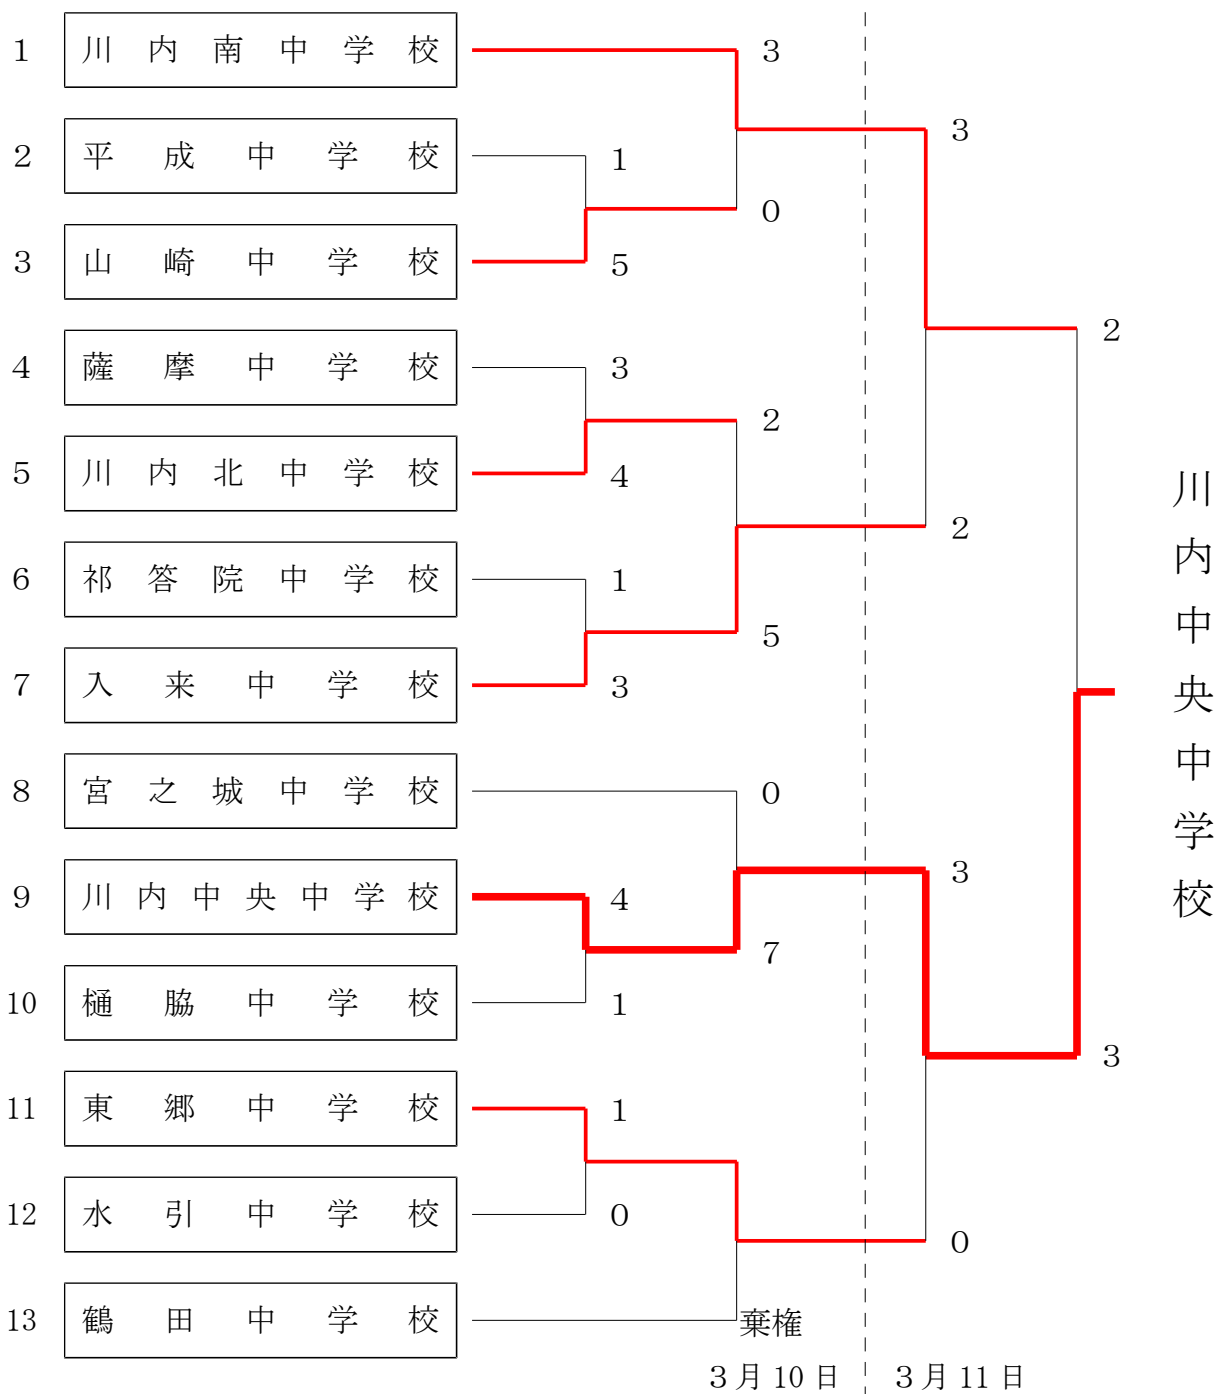 １ 川内南中学校 ３
３
２ 平成中学校 １
０
３ 山崎中学校 ５
２
４ 薩摩中学校 ３
２
５ 川内北中学校 ４
２
６ 祁答院中学校 １
５
７ 入来中学校 ３
８ 宮之城中学校 ０
３
９ 川内中央中学校 ４
７
10 樋脇中学校 １
３
11 東郷中学校 １
12 水引中学校 ０
０
13 鶴田中学校 棄権
３月10日 ３月11日
川内中央中学校